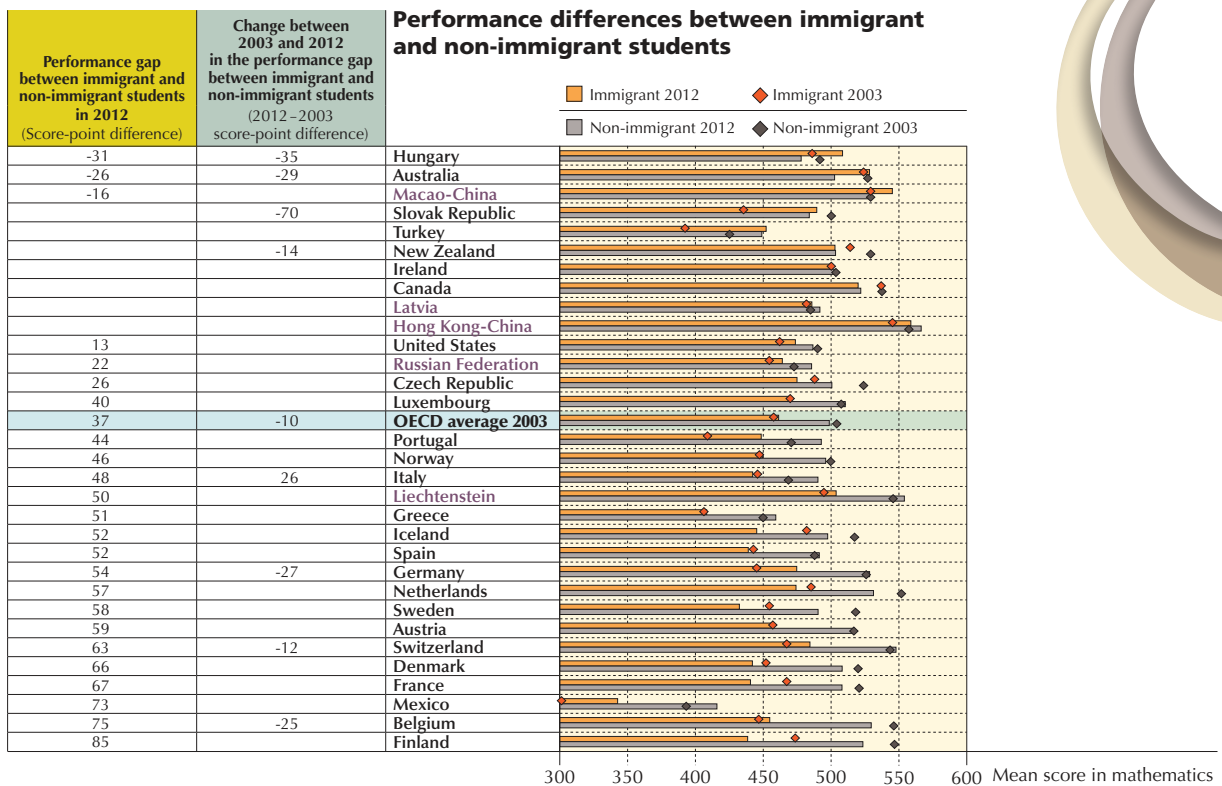 Performance gap
between immigrant and
non-immigrant students
in 2012
(Score-point difference)
Change between
2003 and 2012
in the performance gap
between immigrant and
non-immigrant students
(2012–2003
score-point difference)
Performance differences between immigrant
and non-immigrant students
Immigrant 2012 Immigrant 2003
Non-immigrant 2012 Non-immigrant 2003
-31 -35 Hungary
-26 -29 Australia
-16 Macao-China
-70 Slovak Republic
Turkey
-14 New Zealand
Ireland
Canada
Latvia
Hong Kong-China
13 United States
22 Russian Federation
26 Czech Republic
40 Luxembourg
37 -10 OECD average 2003
44 Portugal
46 Norway
48 26 Italy
50 Liechtenstein
51 Greece
52 Iceland
52 Spain
54 -27 Germany
57 Netherlands
58 Sweden
59 Austria
63 -12 Switzerland
66 Denmark
67 France
73 Mexico
75 -25 Belgium
85 Finland
300 350 400 450 500 550 600 Mean score in mathematics